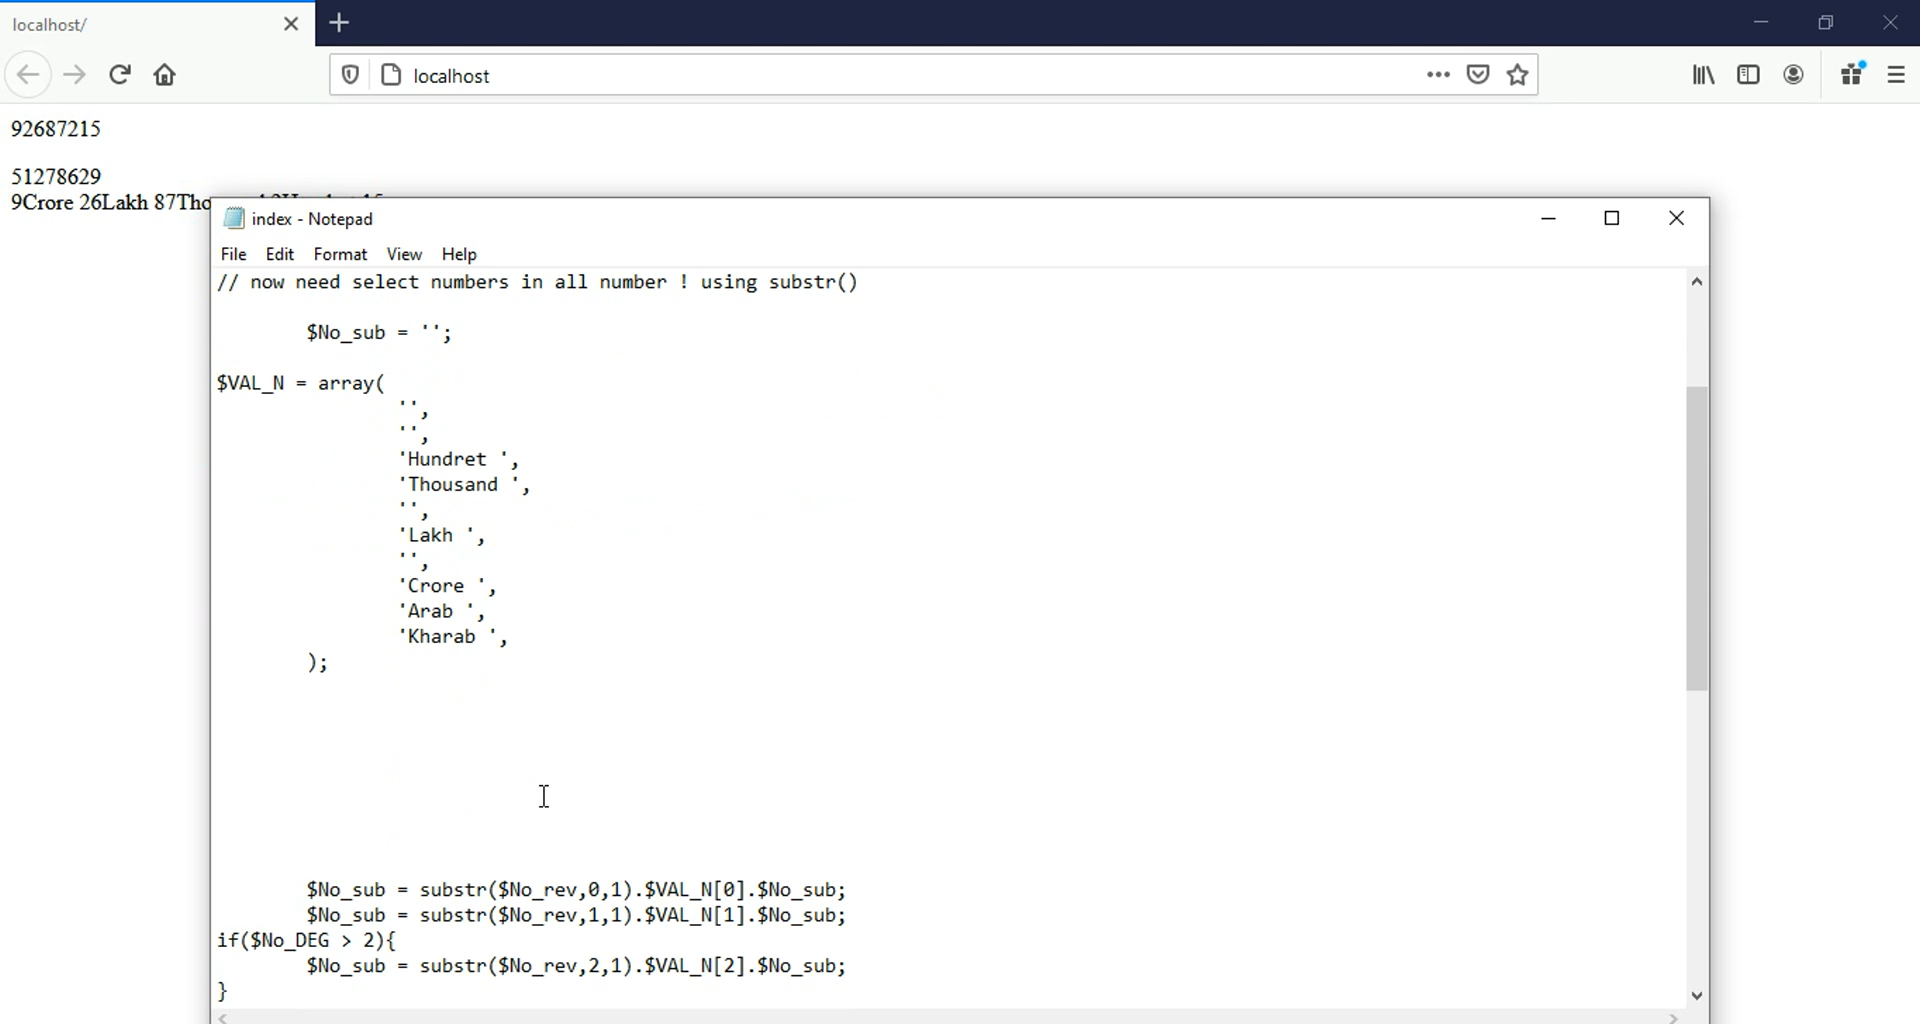 localhost/
localhost
92687215
51278629
9Crore 26Lakh 87Tho
index - Notepad
File Edit Format View Help
// now need select numbers in all number ! using substr()
$No_sub = '';
$VAL_N = array(
'',
'',
'Hundret ',
'Thousand ',
'',
'Lakh ',
'',
'Crore ',
'Arab ',
'Kharab ',
);
$No_sub = substr($No_rev,0,1).$VAL_N[0].$No_sub;
$No_sub = substr($No_rev,1,1).$VAL_N[1].$No_sub;
if($No_DEG > 2){
$No_sub = substr($No_rev,2,1).$VAL_N[2].$No_sub;
}